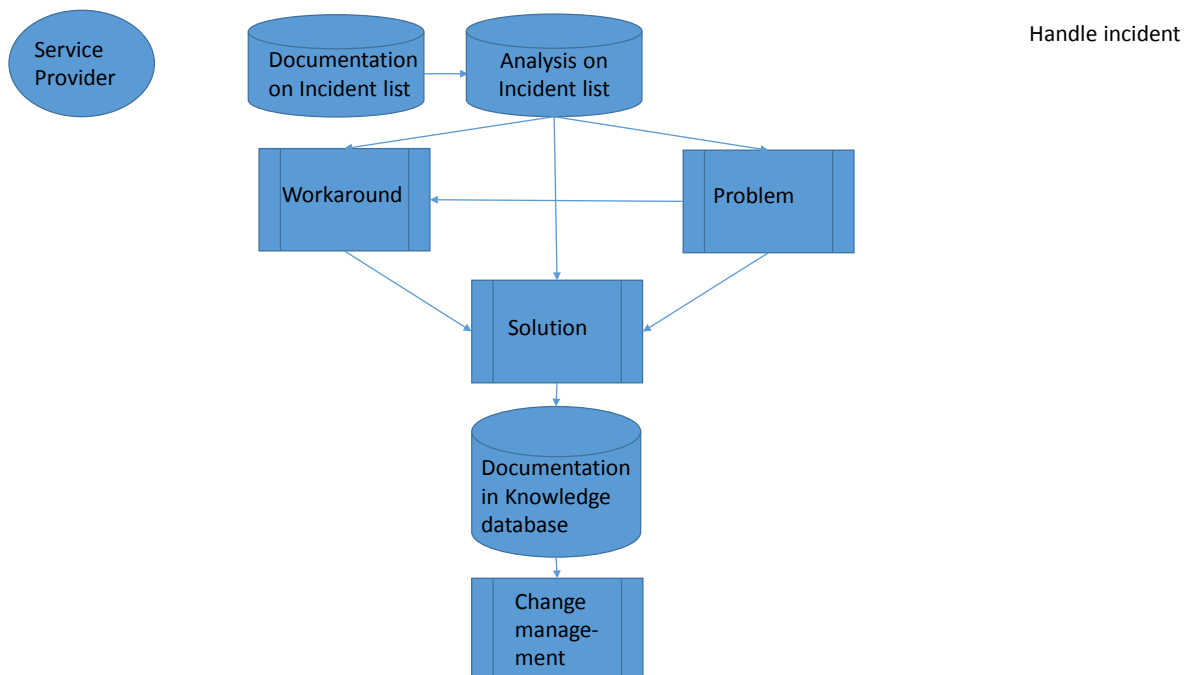 Service
Provider
Documentation
on Incident list
Analysis on
Incident list
Handle incident
Workaround
Problem
Solution
Documentation
in Knowledge
database
Change
manage-
ment